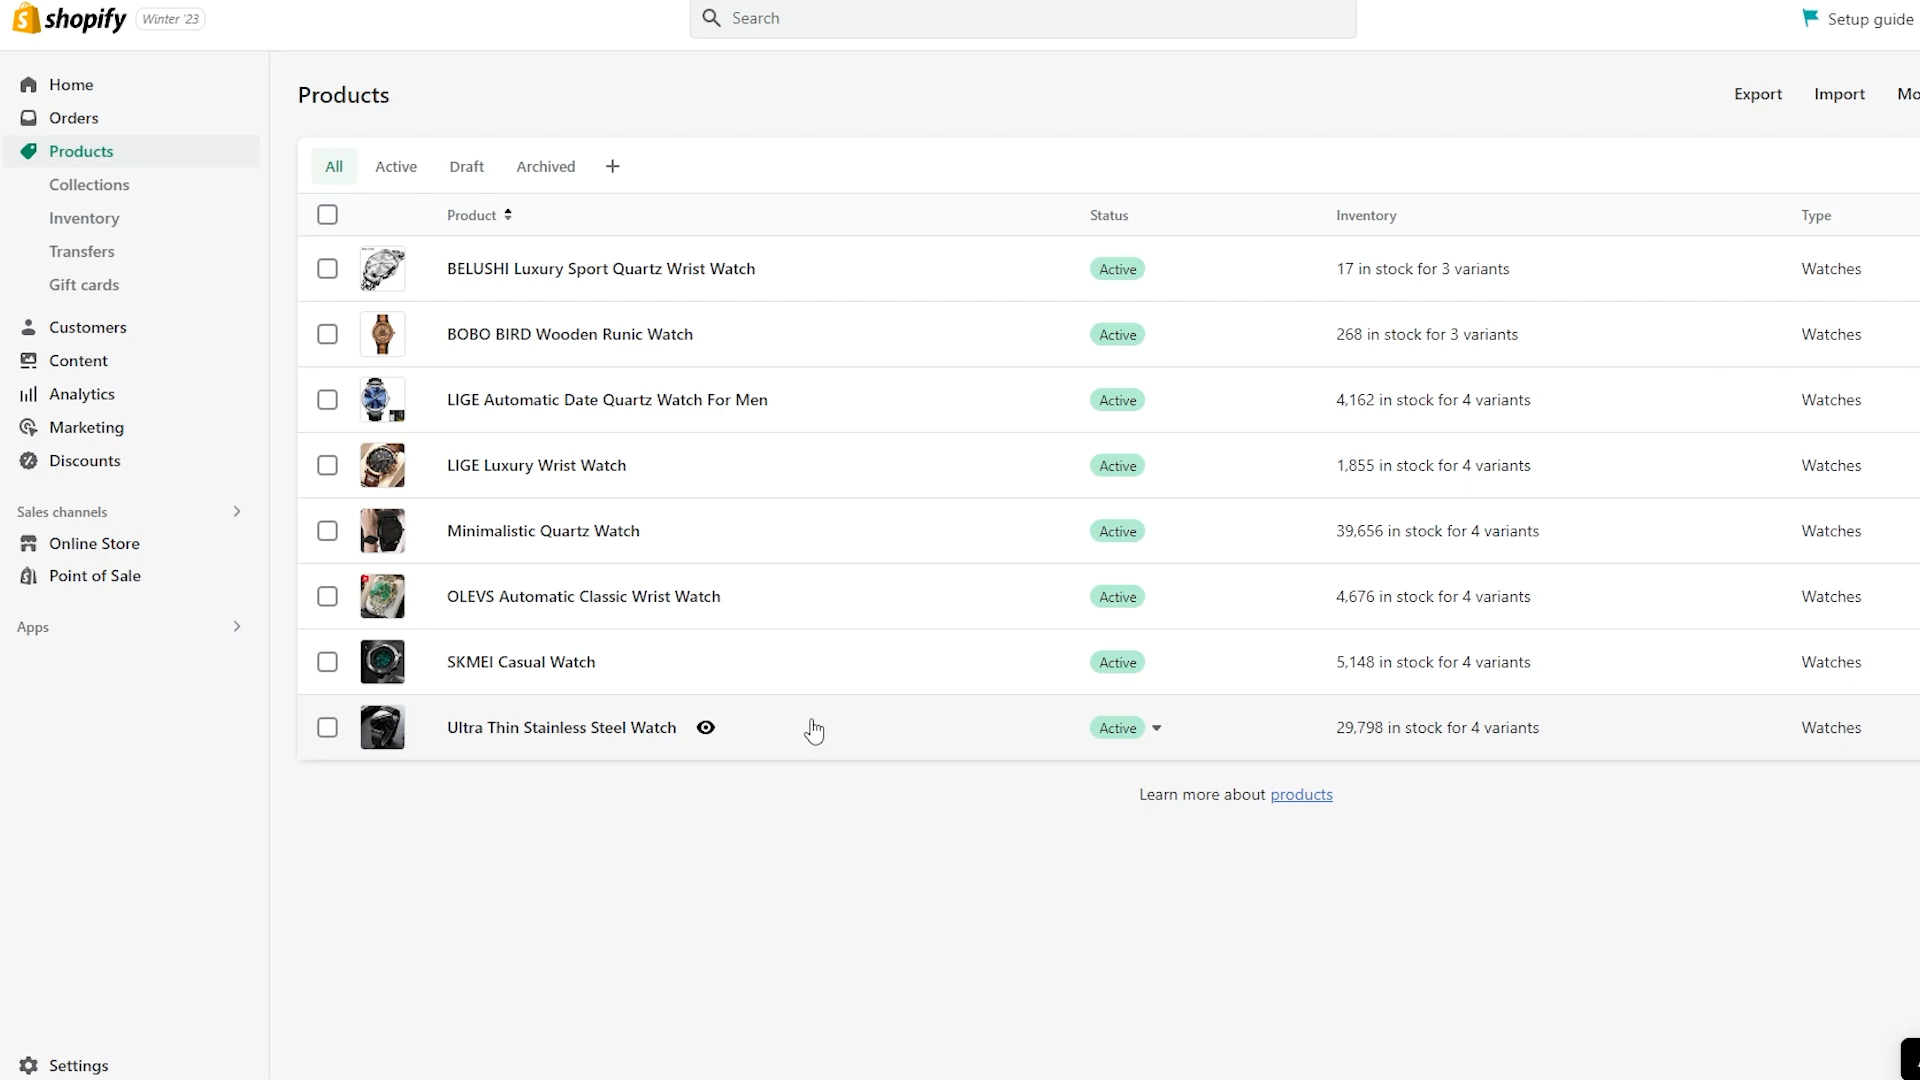 shopify Winter '23
Search
Setup guide
Home
Orders
Products
Collections
Inventory
Transfers
Gift cards
Customers
Content
Analytics
Marketing
Discounts
Sales channels
Online Store
Point of Sale
Apps
Settings
Products
Export Import Mo
All Active Draft Archived +
Product Status Inventory Type
BELUSHI Luxury Sport Quartz Wrist Watch Active 17 in stock for 3 variants Watches
BOBO BIRD Wooden Runic Watch Active 268 in stock for 3 variants Watches
LIGE Automatic Date Quartz Watch For Men Active 4,162 in stock for 4 variants Watches
LIGE Luxury Wrist Watch Active 1,855 in stock for 4 variants Watches
Minimalistic Quartz Watch Active 39,656 in stock for 4 variants Watches
OLEVS Automatic Classic Wrist Watch Active 4,676 in stock for 4 variants Watches
SKMEI Casual Watch Active 5,148 in stock for 4 variants Watches
Ultra Thin Stainless Steel Watch Active 29,798 in stock for 4 variants Watches
Learn more about products